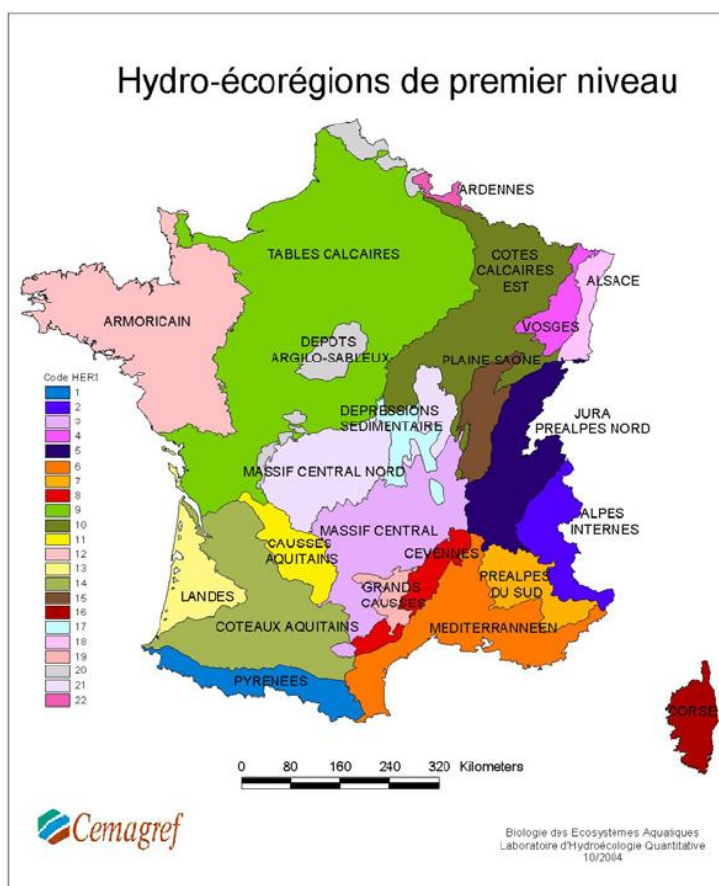 Hydro-écorégions de premier niveau
ARDENNES
TABLES CALCAIRES
COTES
CALCAIRES
EST
ALSACE
ARMORICAIN
VOSGES
DEPOTS
ARGILO-SABLEUX
PLAINE SAONE
DEPRESSIONS
SEDIMENTAIRE
JURA
PREALPES NORD
MASSIF CENTRAL NORD
MASSIF CENTRAL
ALPES
INTERNES
CAUSSES
AQUITAINS
CEVENNES
LANDES
GRANDS
CAUSSES
PREALPES
DU SUD
COTEAUX AQUITAINS
MEDITERRANNEEN
PYRENEES
CORSE
Code HER1
1
2
3
4
5
6
7
8
9
10
11
12
13
14
15
16
17
18
19
20
21
22
0 80 160 240 320 Kilometers
Cemagref
Biologie des Ecosystèmes Aquatiques
Laboratoire d'Hydroécologie Quantitative
10/2004